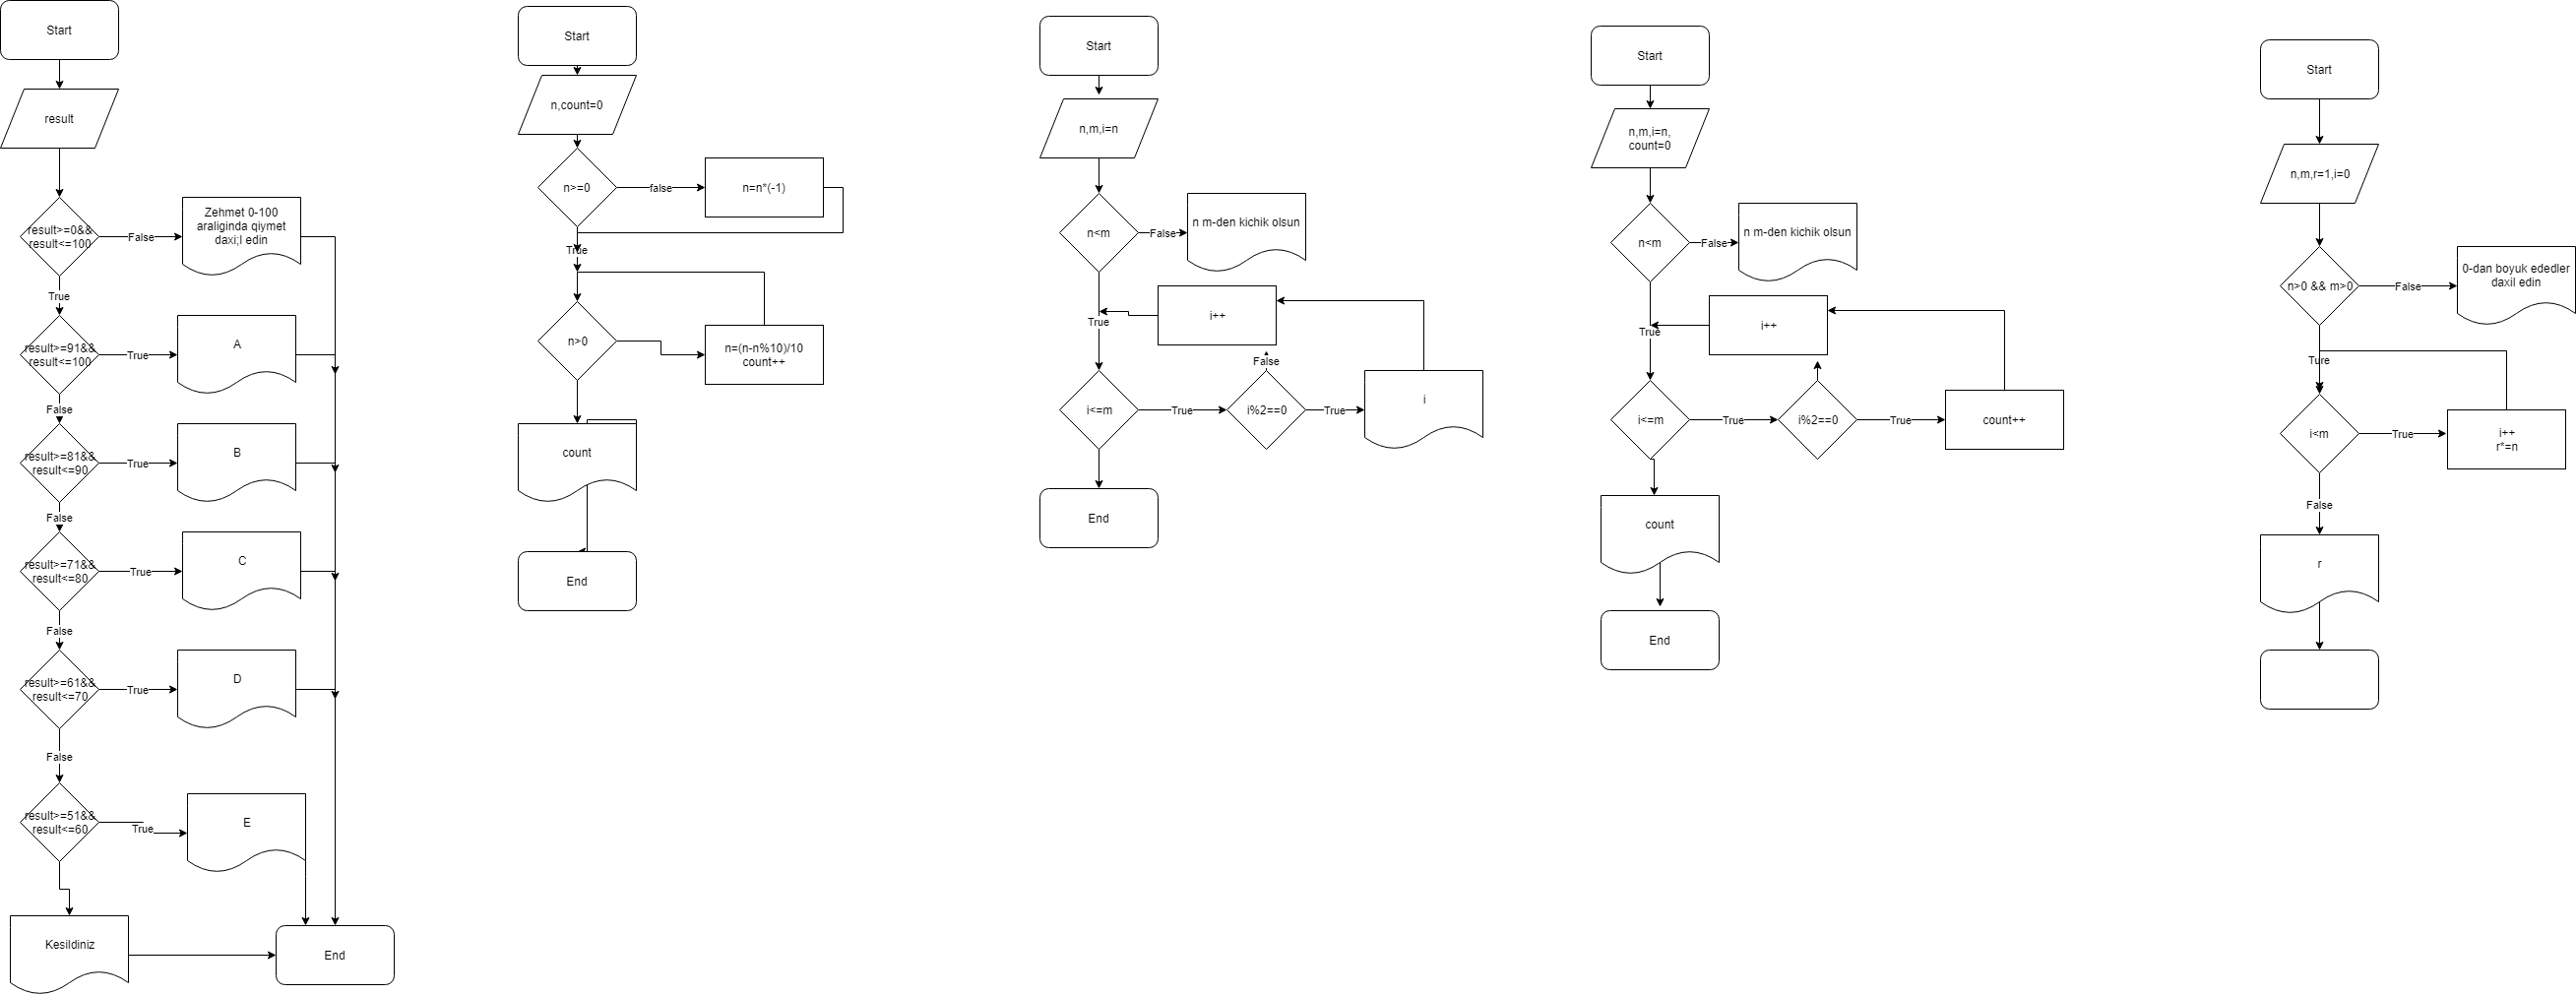 Start
result
result>=0&&
result<=100
False
Zehmet 0-100
araliginda qiymet
daxi;l edin
True
result>=91&&
result<=100
True
A
False
result>=81&&
result<=90
True
B
False
result>=71&&
result<=80
True
C
False
result>=61&&
result<=70
True
D
False
result>=51&&
result<=60
True
E
Kesildiniz
End
Start
n,count=0
n>=0
false
n=n*(-1)
True
n>0
n=(n-n%10)/10
count++
count
End
Start
n,m,i=n
n<m
False
n m-den kichik olsun
i++
True
False
i<=m
True
i%2==0
True
i
End
Start
n,m,i=n,
count=0
n<m
False
n m-den kichik olsun
i++
True
i<=m
True
i%2==0
True
count++
count
End
Start
n,m,r=1,i=0
n>0 && m>0
False
0-dan boyuk ededler
daxil edin
Ture
i<m
True
i++
r*=n
False
r